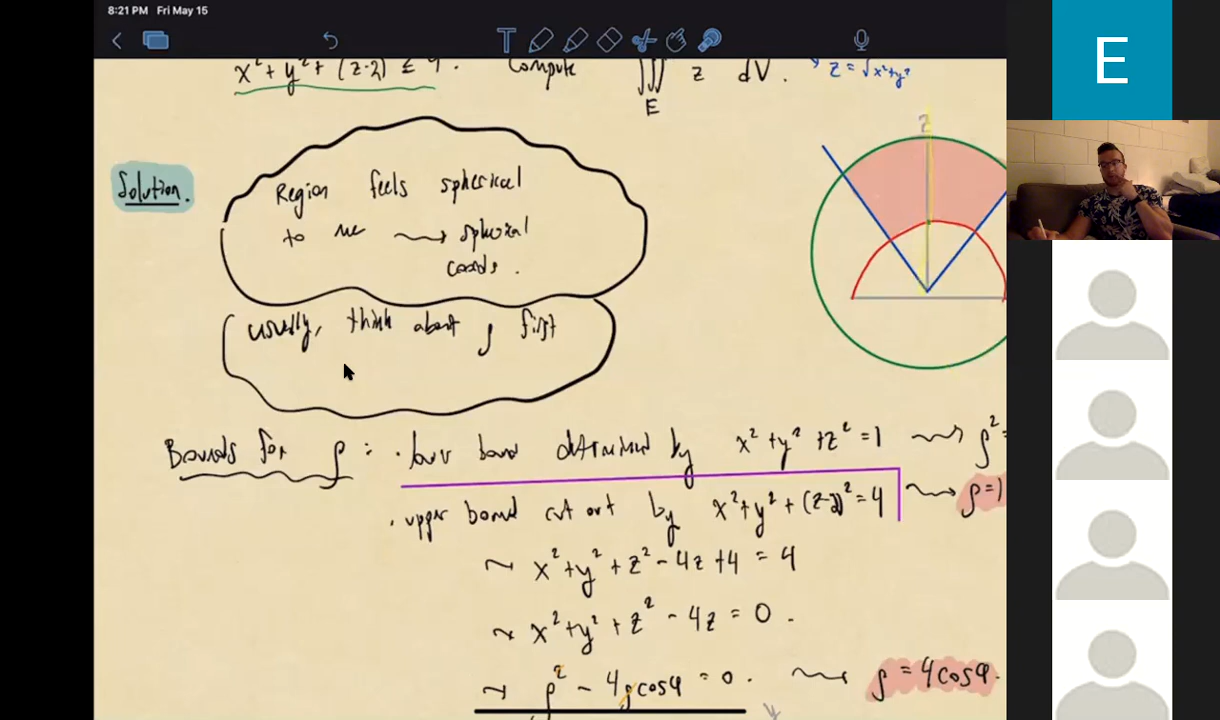 8:21 PM Fri May 15
E
x² + y² + (z-2)² ≤ 4. Compute ∭ z dV. z = √x²+y²
E
z
Solution.
Region feels spherical
to me ⟿ spherical
coords.
usually, think about ρ first
Bounds for ρ : · lower bound determined by x² + y² + z² = 1 ⟿ ρ² =
· upper bound cut out by x² + y² + (z-2)² = 4 ⟿ ρ=1
~ x² + y² + z² - 4z + 4 = 4
~ x² + y² + z² - 4z = 0.
~ ρ² - 4ρcosφ = 0. ⟿ ρ = 4cosφ.
y